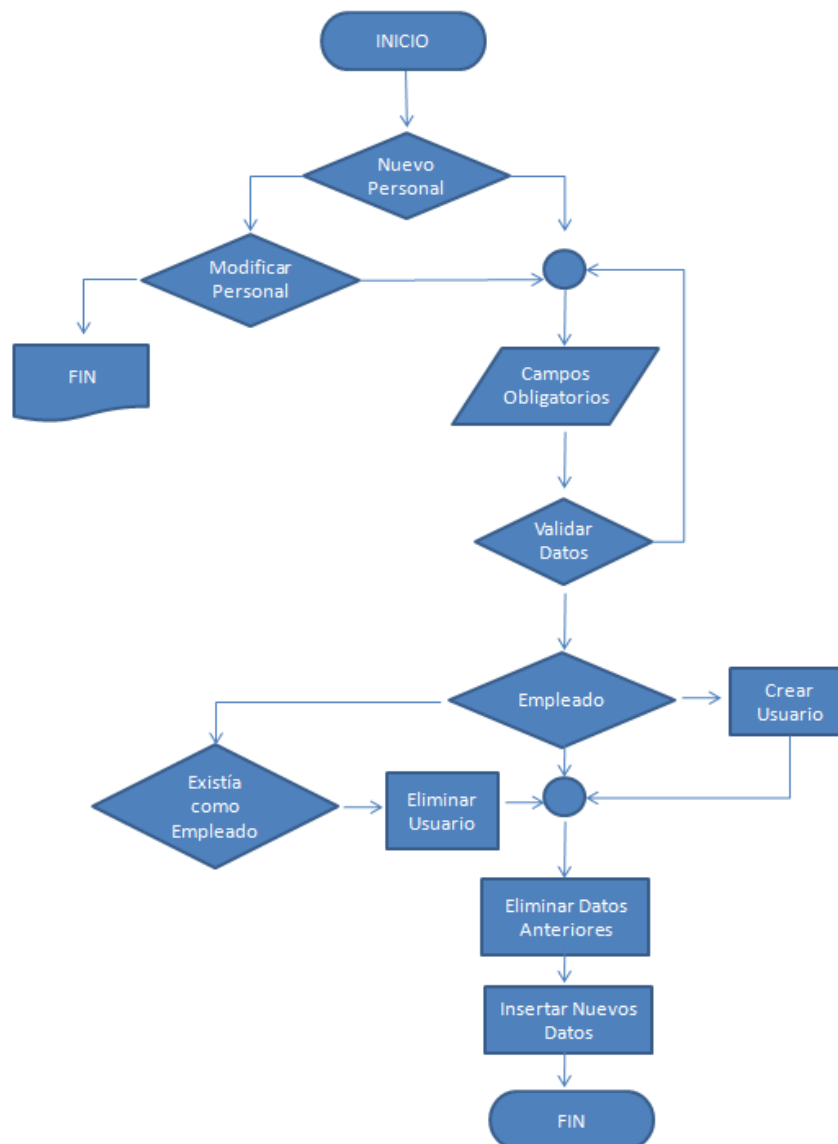 INICIO
Nuevo
Personal
Modificar
Personal
FIN
Campos
Obligatorios
Validar
Datos
Empleado
Crear
Usuario
Existía
como
Empleado
Eliminar
Usuario
Eliminar Datos
Anteriores
Insertar Nuevos
Datos
FIN